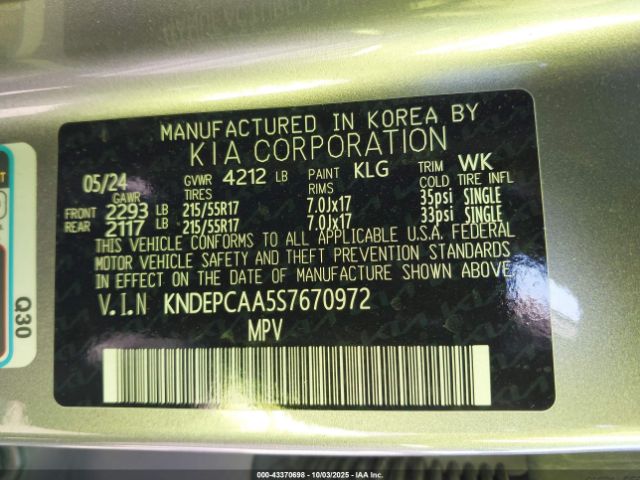 MANUFACTURED IN KOREA BY
KIA CORPORATION
05/24 GVWR 4212 LB PAINT KLG TRIM WK
GAWR TIRES RIMS COLD TIRE INFL
FRONT 2293 LB 215/55R17 7.0Jx17 35psi SINGLE
REAR 2117 LB 215/55R17 7.0Jx17 33psi SINGLE
THIS VEHICLE CONFORMS TO ALL APPLICABLE U.S.A. FEDERAL
MOTOR VEHICLE SAFETY AND THEFT PREVENTION STANDARDS
IN EFFECT ON THE DATE OF MANUFACTURE SHOWN ABOVE.
V.I.N KNDEPCAA5S7670972
MPV
Q30
000-43370698 - 10/03/2025 - IAA Inc.